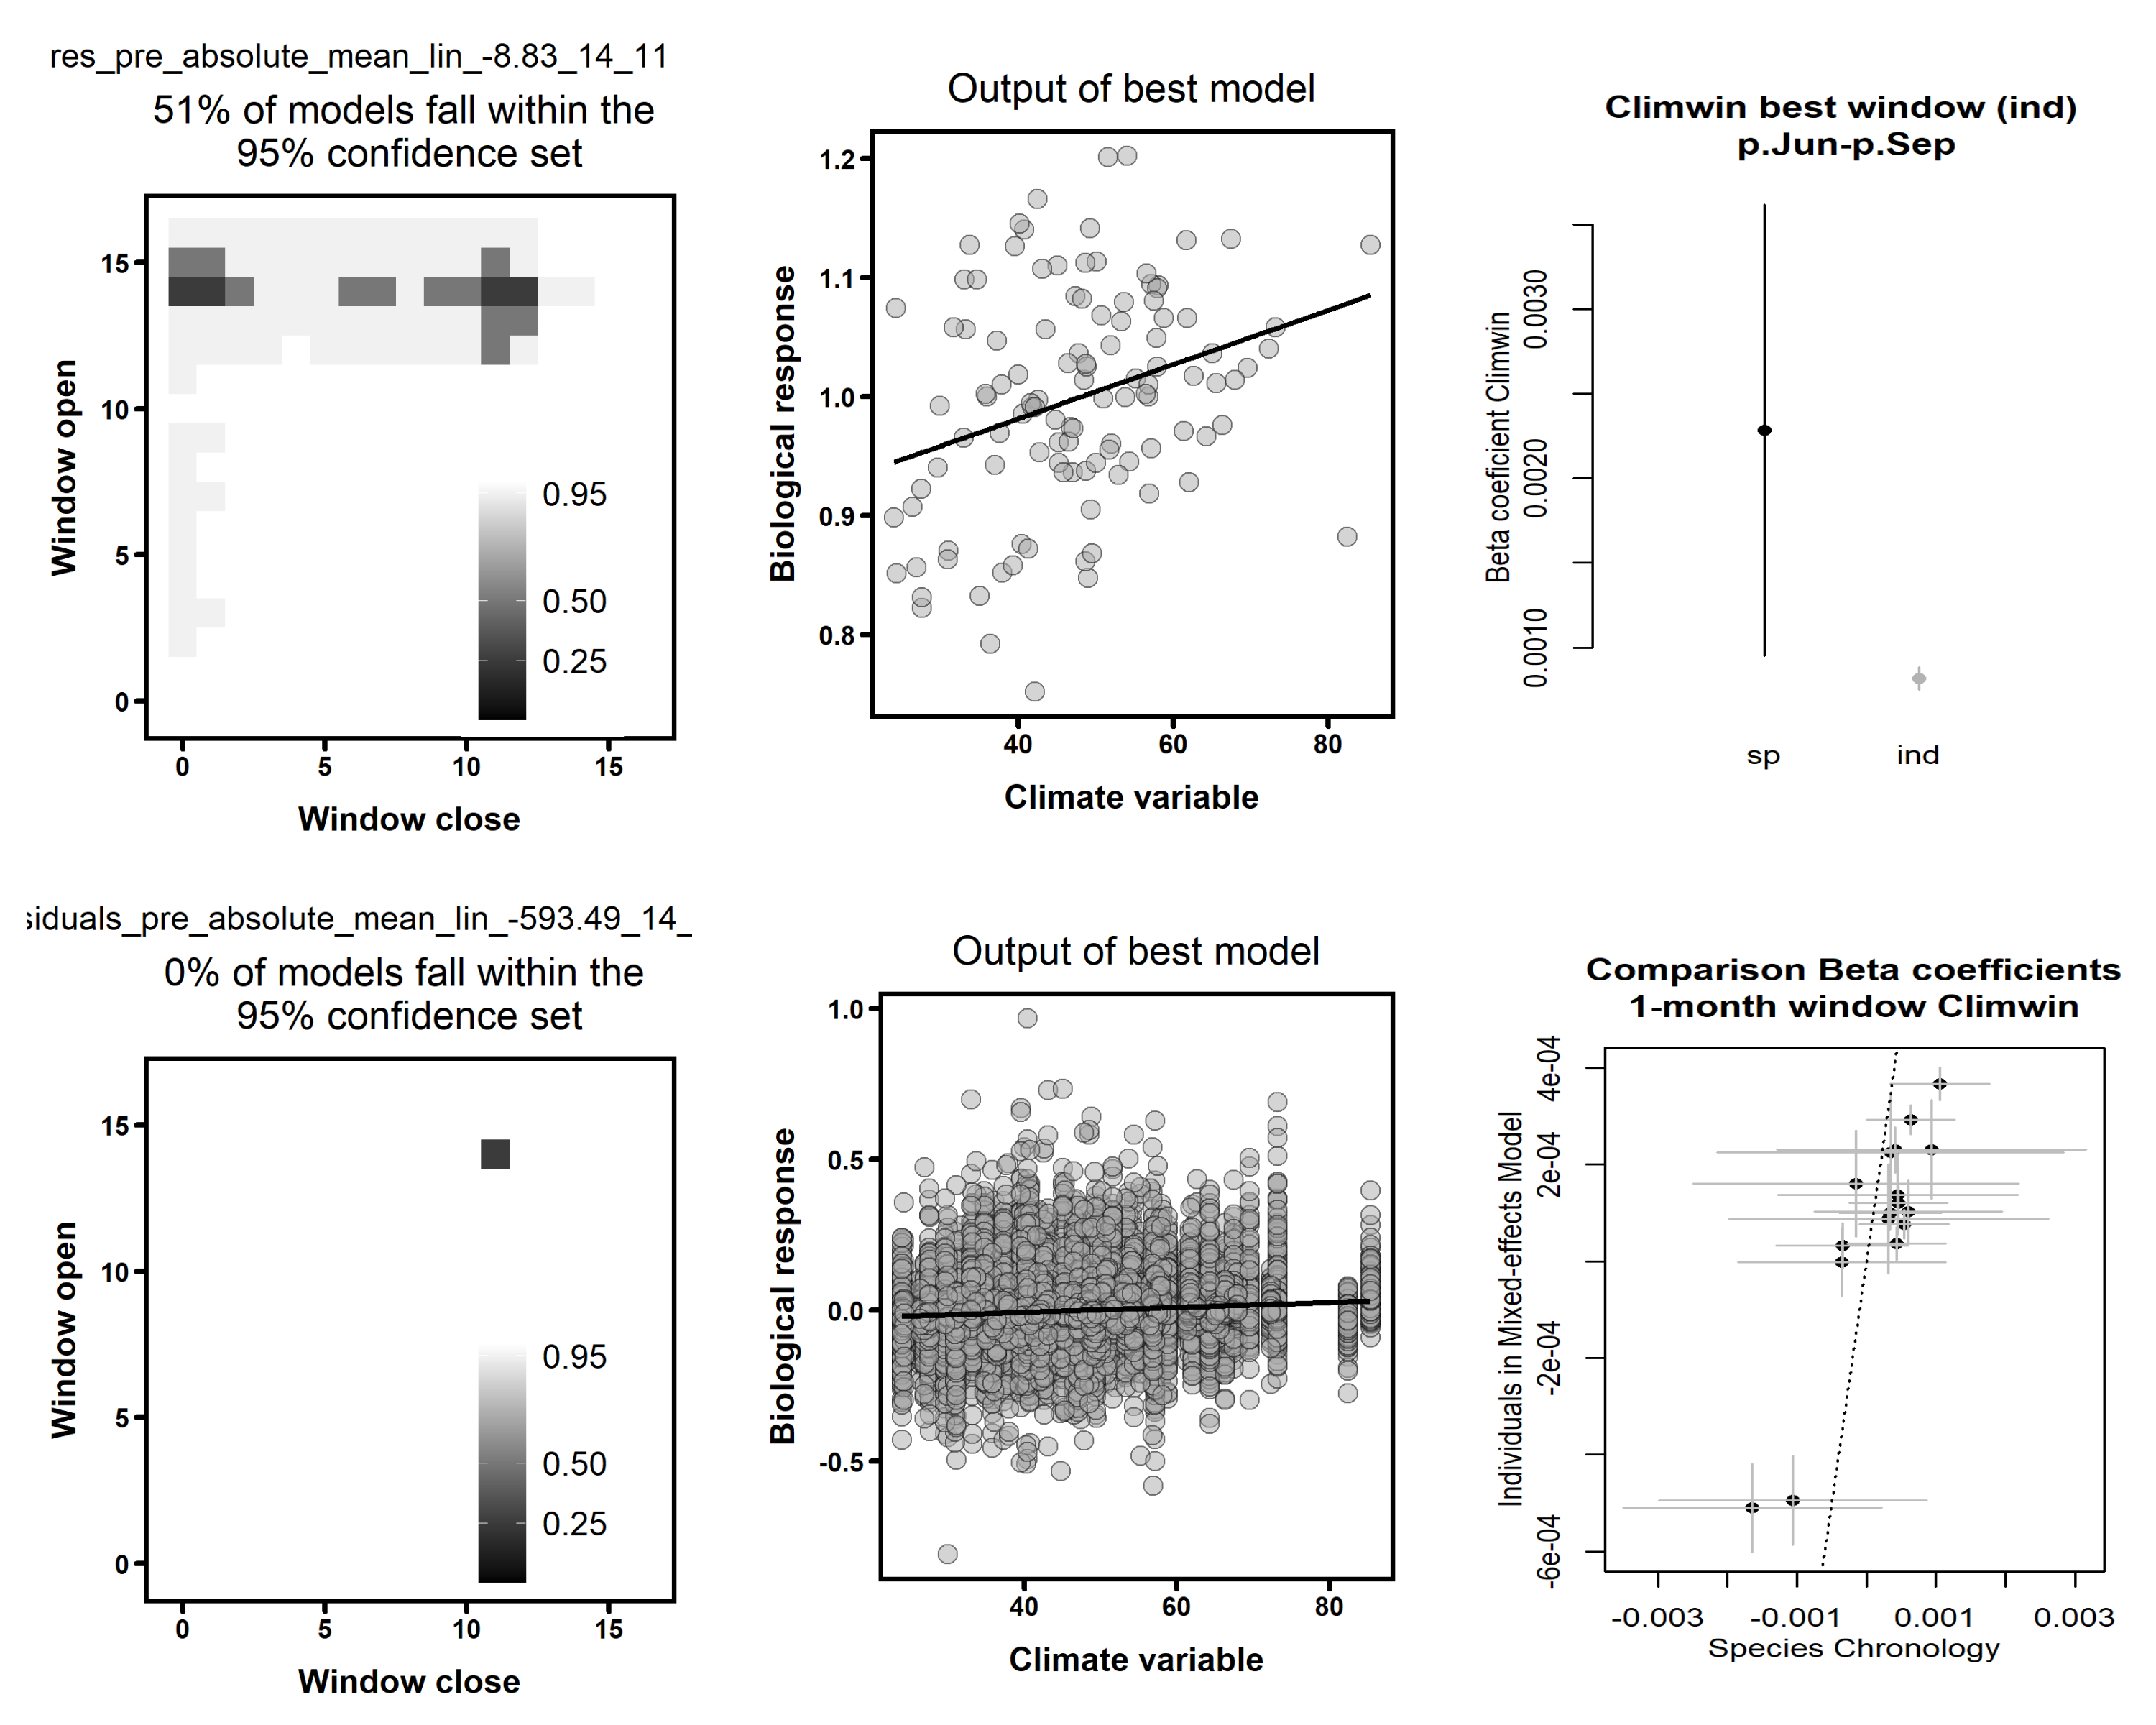 res_pre_absolute_mean_lin_-8.83_14_11
51% of models fall within the
95% confidence set
Window open
15
10
5
0
0.95
0.50
0.25
0 5 10 15
Window close
Output of best model
Biological response
1.2
1.1
1.0
0.9
0.8
40 60 80
Climate variable
Climwin best window (ind)
p.Jun-p.Sep
Beta coeficient Climwin
0.0030
0.0020
0.0010
sp ind
siduals_pre_absolute_mean_lin_-593.49_14_
0% of models fall within the
95% confidence set
Window open
15
10
5
0
0.95
0.50
0.25
0 5 10 15
Window close
Output of best model
Biological response
1.0
0.5
0.0
-0.5
40 60 80
Climate variable
Comparison Beta coefficients
1-month window Climwin
Individuals in Mixed-effects Model
4e-04
2e-04
-2e-04
-6e-04
-0.003 -0.001 0.001 0.003
Species Chronology